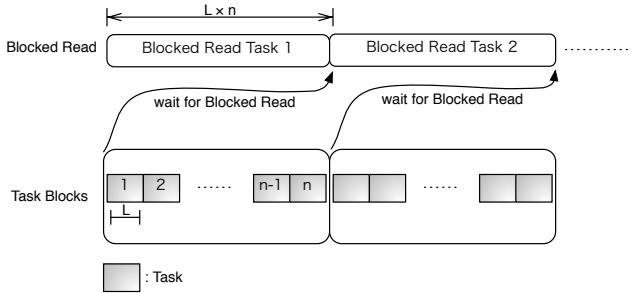 L × n
Blocked Read
Blocked Read Task 1
Blocked Read Task 2
............
wait for Blocked Read
wait for Blocked Read
Task Blocks
1 2 ...... n-1 n
......
L
: Task